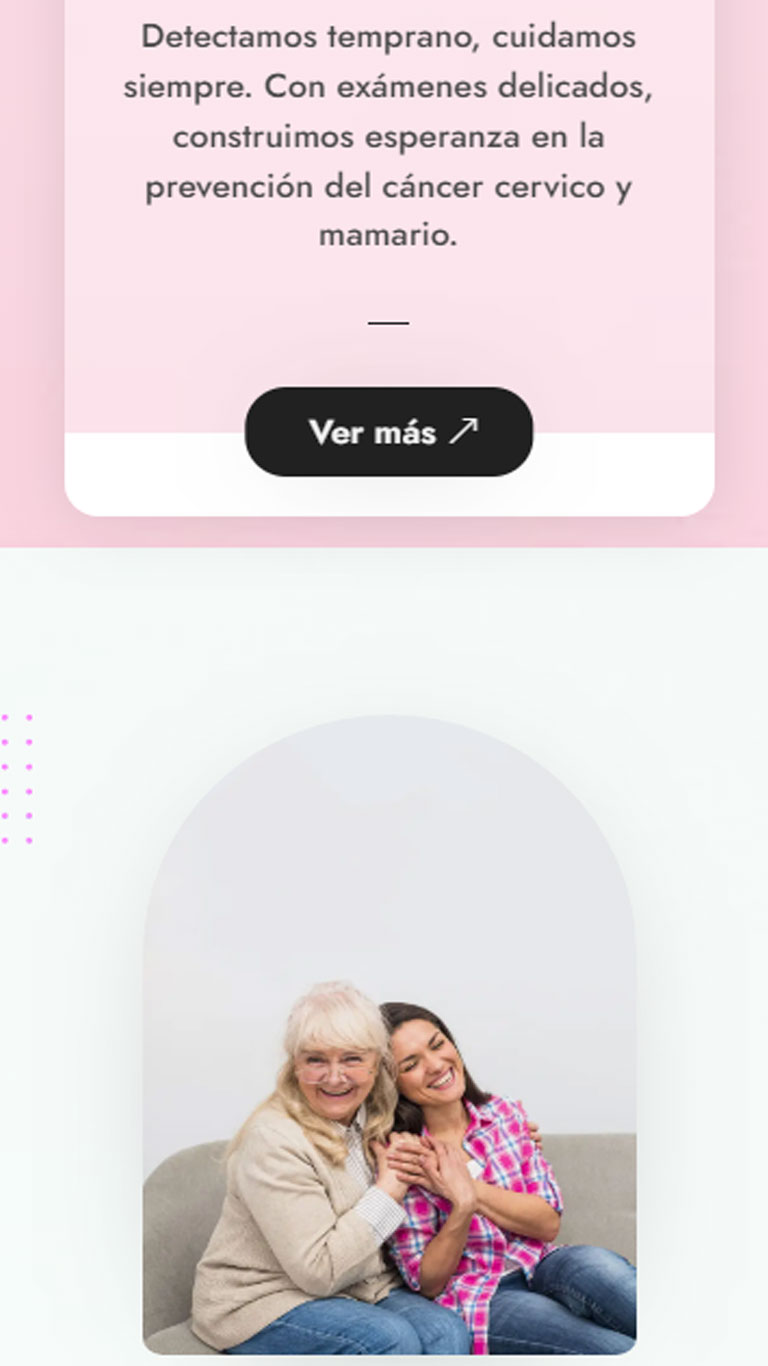 Detectamos temprano, cuidamos
siempre. Con exámenes delicados,
construimos esperanza en la
prevención del cáncer cervico y
mamario.
Ver más ↗